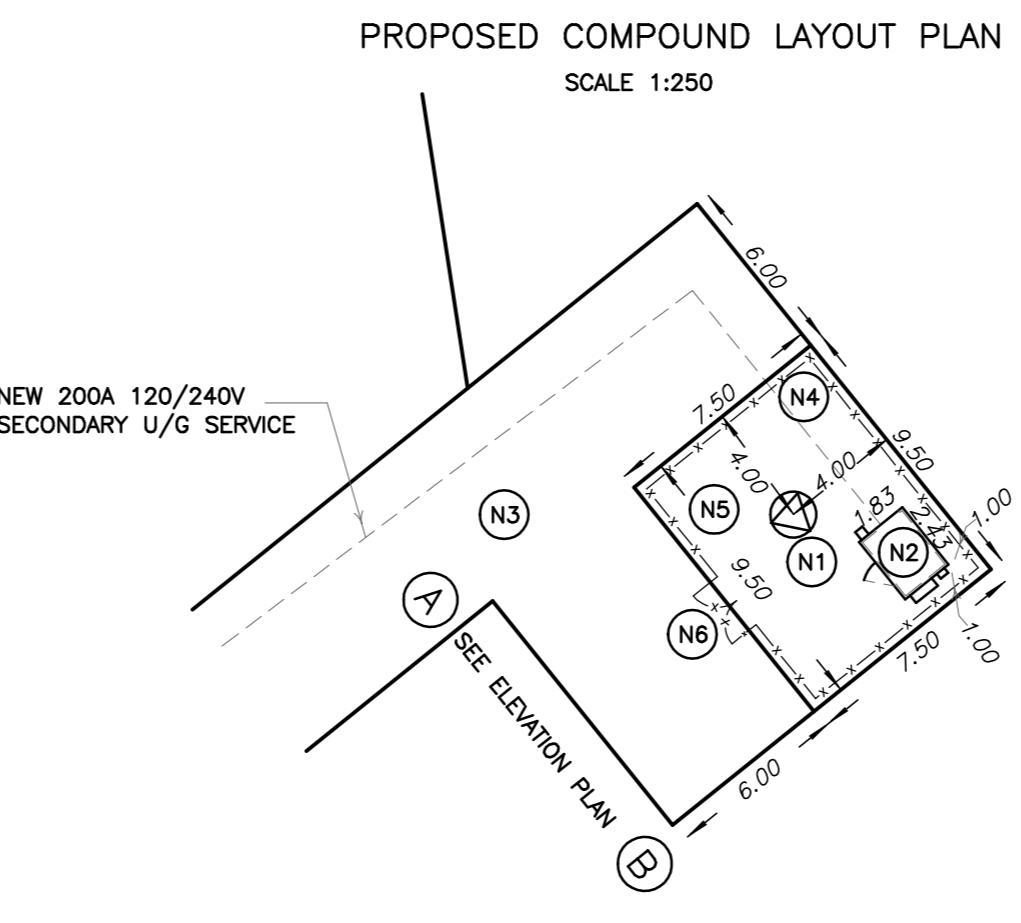 PROPOSED COMPOUND LAYOUT PLAN
SCALE 1:250
6.00
NEW 200A 120/240V
SECONDARY U/G SERVICE
7.50
N4
9.50
4.00
4.00
N5
N3
1.83
2.43
1.00
N1
N2
9.50
A
N6
1.00
7.50
SEE ELEVATION PLAN
6.00
B